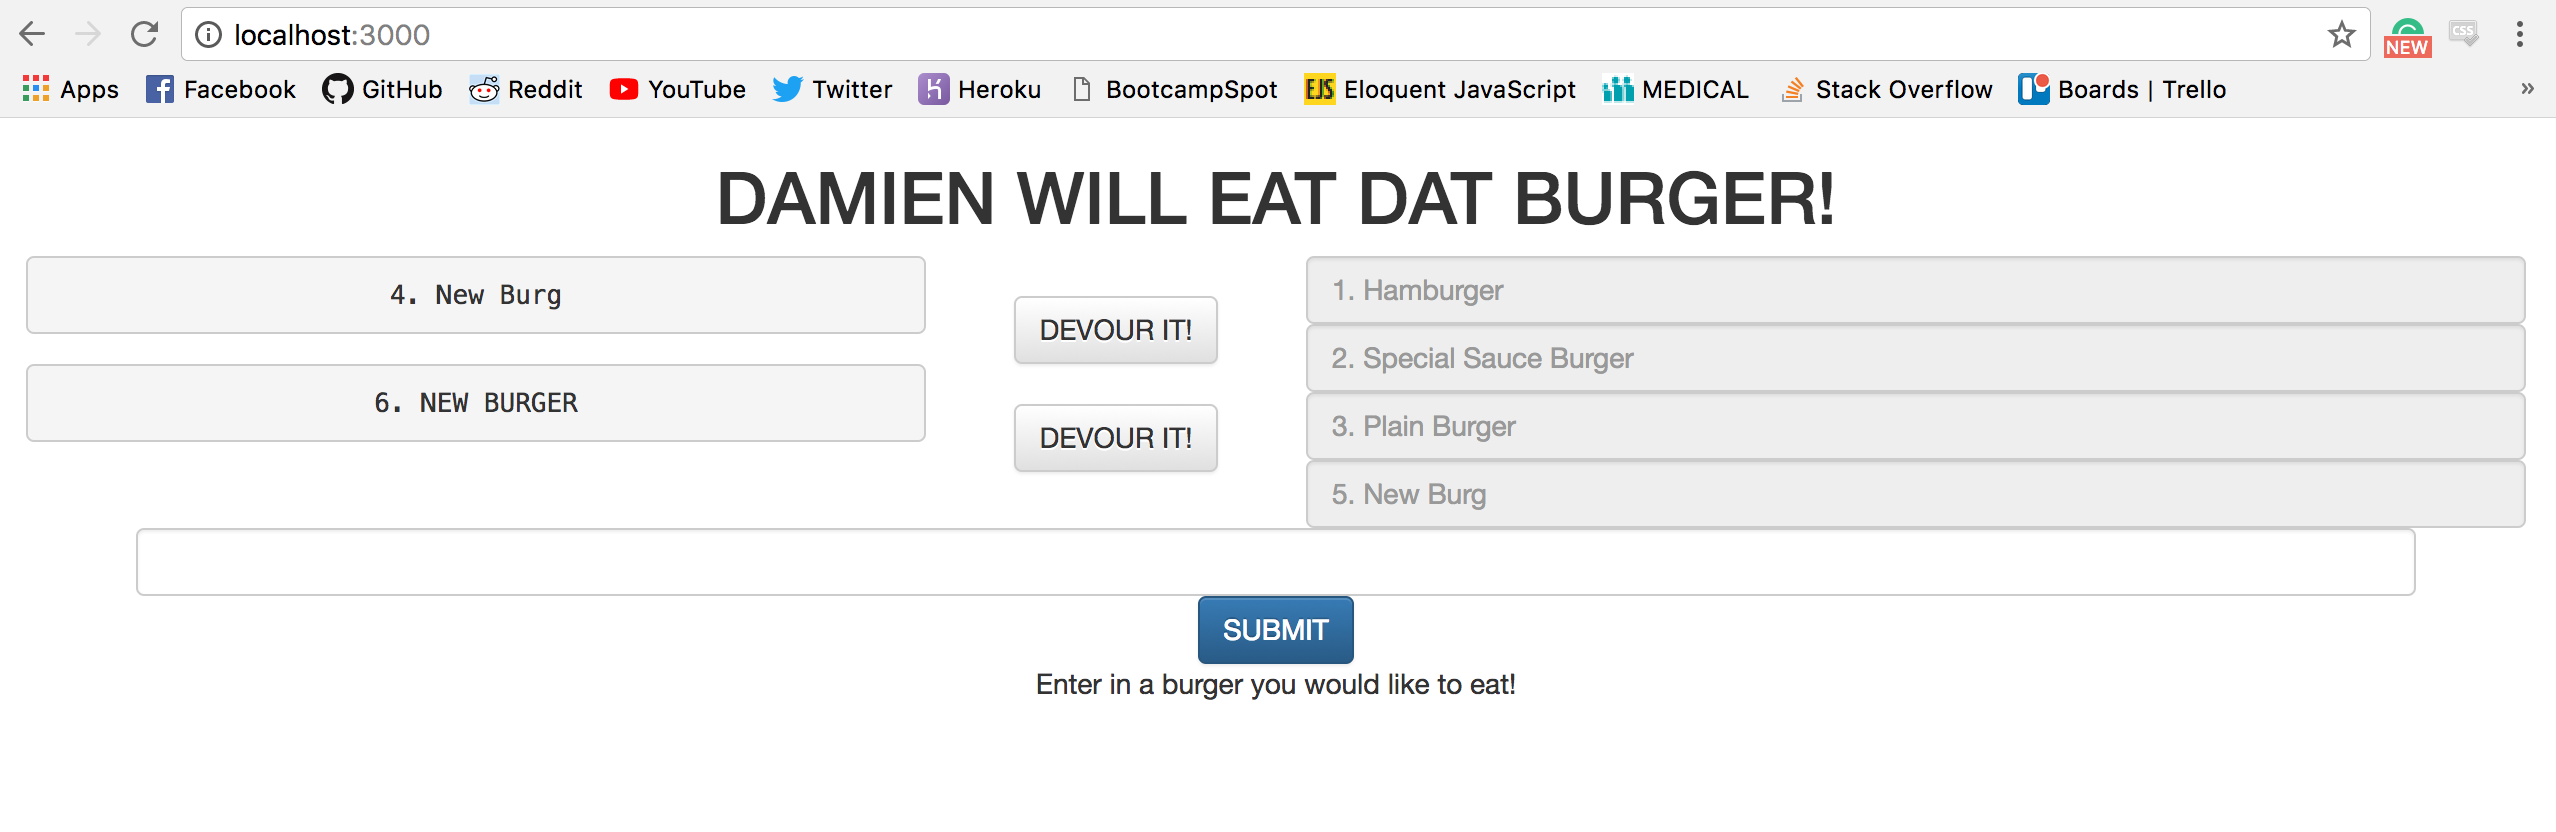 localhost:3000
NEW
CSS
Apps Facebook GitHub Reddit YouTube Twitter Heroku BootcampSpot EJS Eloquent JavaScript MEDICAL Stack Overflow Boards | Trello »
DAMIEN WILL EAT DAT BURGER!
4. New Burg
DEVOUR IT!
6. NEW BURGER
DEVOUR IT!
1. Hamburger
2. Special Sauce Burger
3. Plain Burger
5. New Burg
SUBMIT
Enter in a burger you would like to eat!